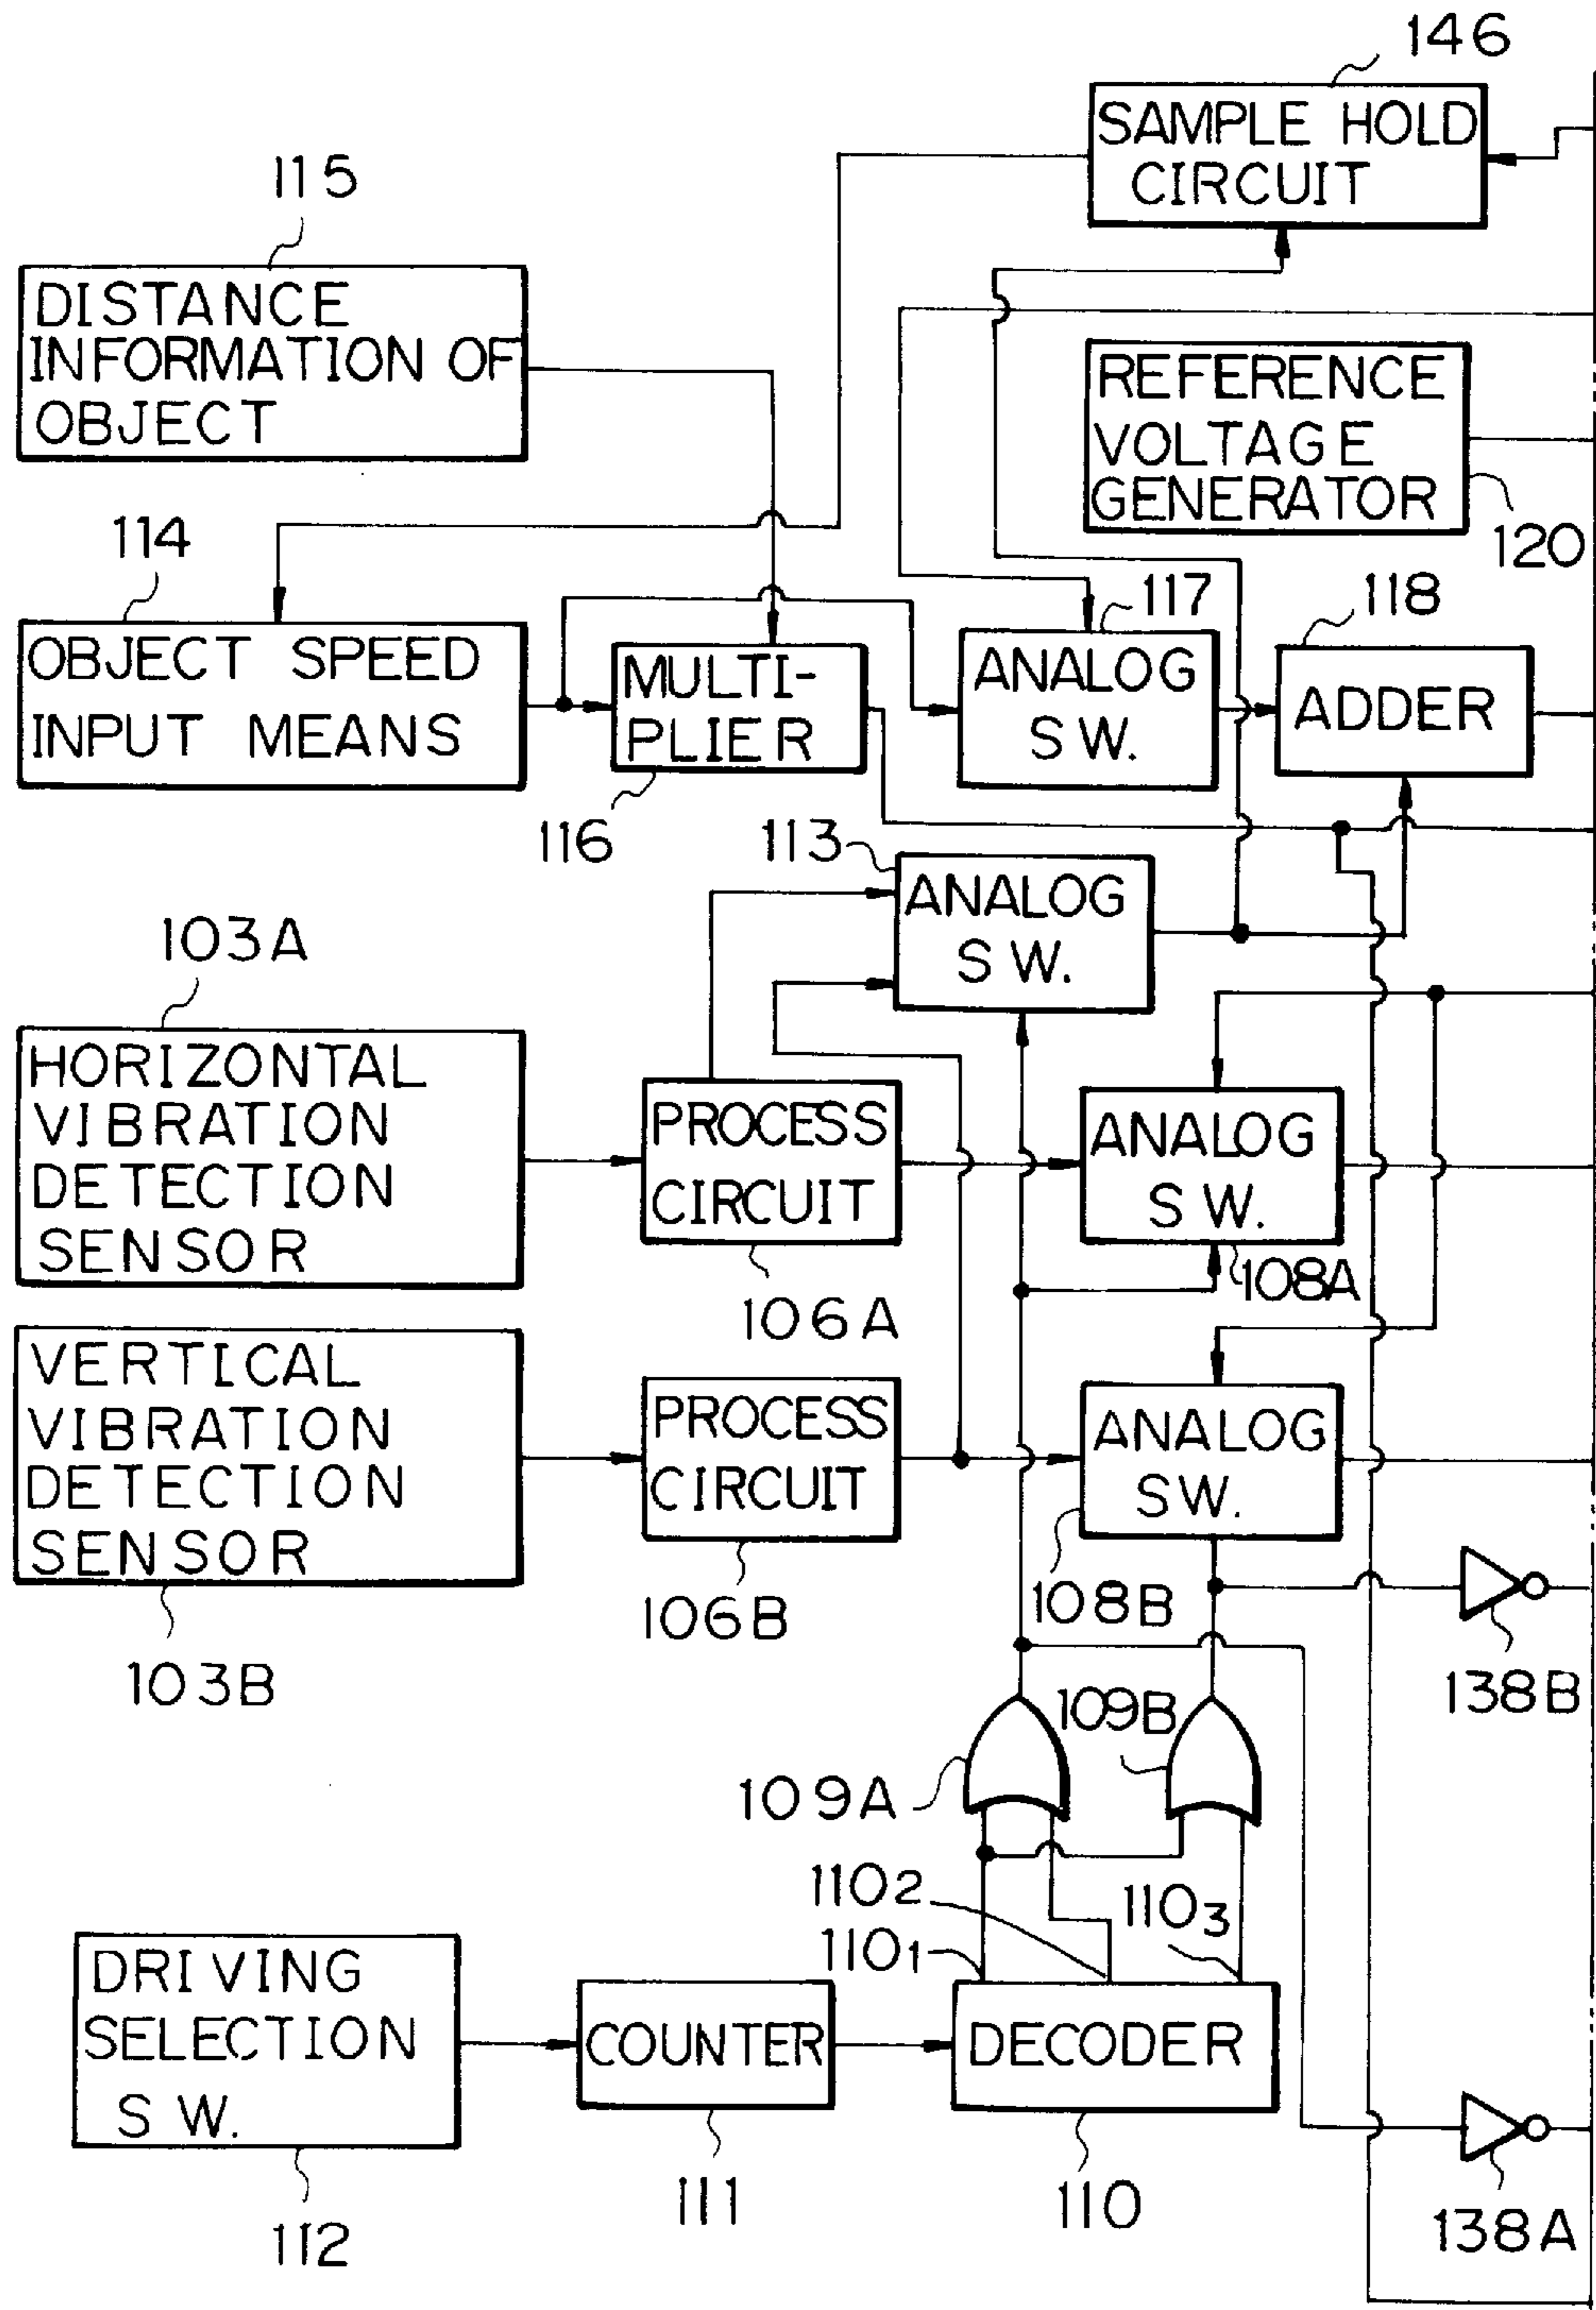 146
SAMPLE HOLD
CIRCUIT
115
DISTANCE
INFORMATION OF
OBJECT
REFERENCE
VOLTAGE
GENERATOR
120
114
OBJECT SPEED
INPUT MEANS
MULTI-
PLIER
116
117
ANALOG
SW.
118
ADDER
113
ANALOG
SW.
103A
HORIZONTAL
VIBRATION
DETECTION
SENSOR
PROCESS
CIRCUIT
106A
ANALOG
SW.
108A
VERTICAL
VIBRATION
DETECTION
SENSOR
103B
PROCESS
CIRCUIT
106B
ANALOG
SW.
108B
138B
109A
109B
110₁
110₂
110₃
DRIVING
SELECTION
SW.
112
COUNTER
111
DECODER
110
138A